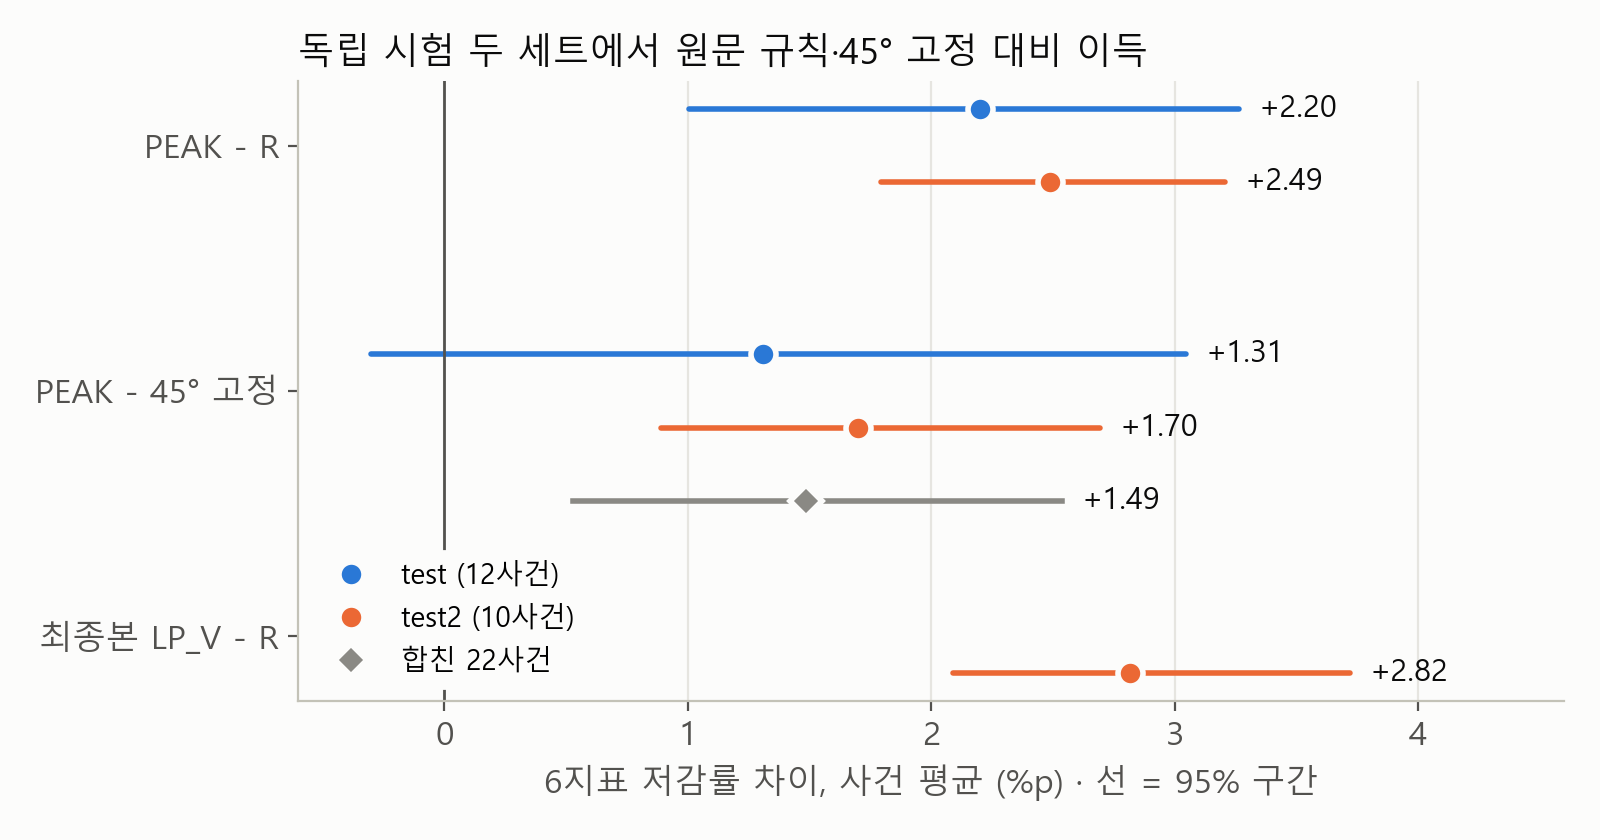 독립 시험 두 세트에서 원문 규칙·45° 고정 대비 이득
PEAK - R
+2.20
+2.49
PEAK - 45° 고정
+1.31
+1.70
+1.49
최종본 LP_V - R
+2.82
test (12사건)
test2 (10사건)
합친 22사건
0 1 2 3 4
6지표 저감률 차이, 사건 평균 (%p) · 선 = 95% 구간